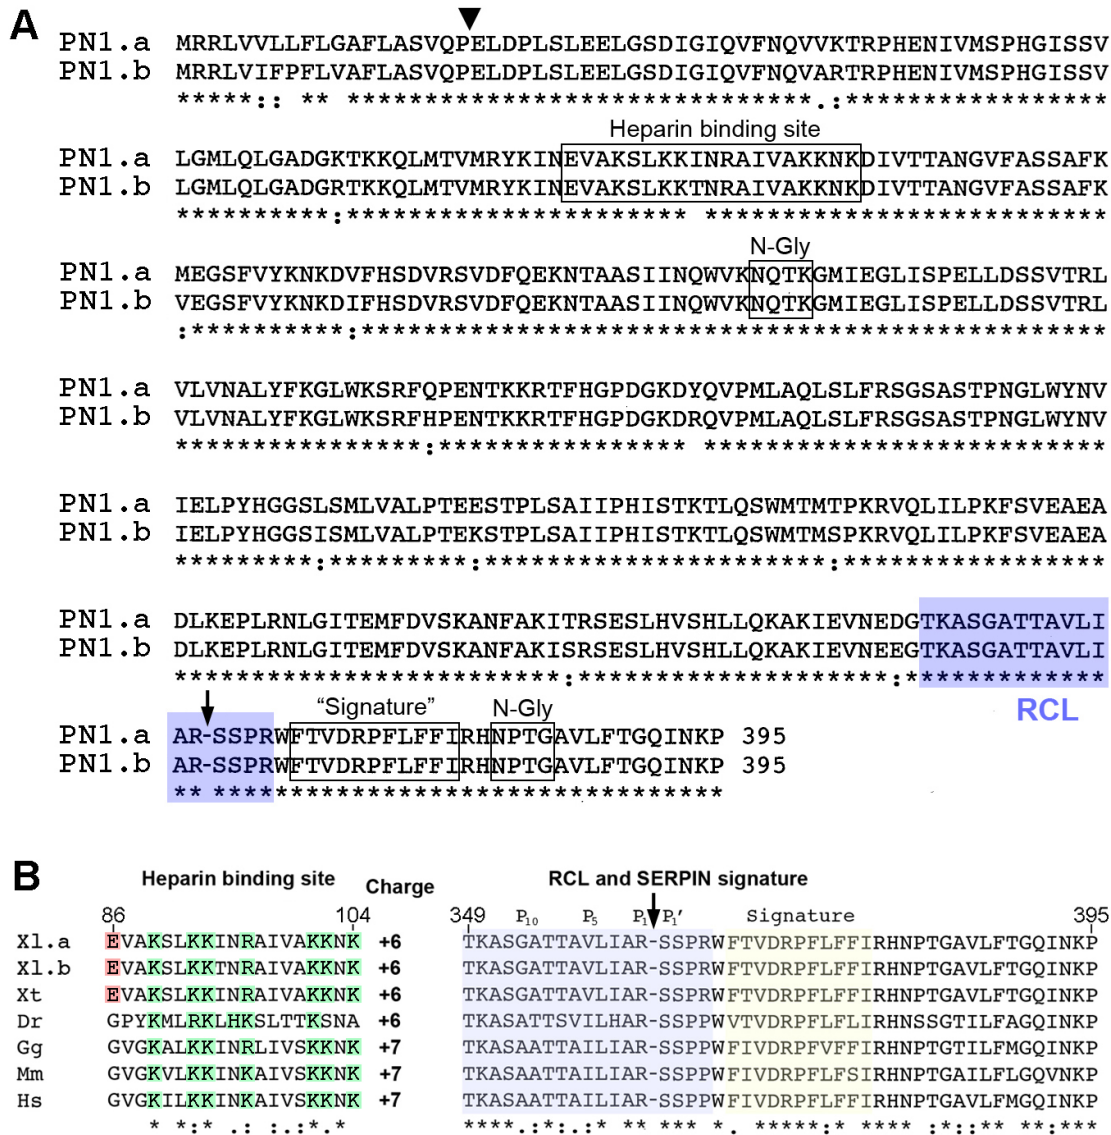 A
PN1.a MRRLVVLLFLGAFLASVQPELDPLSLEELGSDIGIQVFNQVVKTRPHENIVMSPHGISSV
PN1.b MRRLVIFPFLVAFLASVQPELDPLSLEELGSDIGIQVFNQVARTRPHENIVMSPHGISSV
*****:: ** ******************************.:*****************
Heparin binding site
PN1.a LGMLQLGADGKTKKQLMTVMRYKINEVAKSLKKINRAIVAKKNKDIVTTANGVFASSAFK
PN1.b LGMLQLGADGRTKKQLMTVMRYKINEVAKSLKKTNRAIVAKKNKDIVTTANGVFASSAFK
**********:********************** **************************
N-Gly
PN1.a MEGSFVYKNKDVFHSDVRSVDFQEKNTAASIINQWVKNQTKGMIEGLISPELLDSSVTRL
PN1.b VEGSFVYKNKDIFHSDVRSVDFQEKNTAASIINQWVKNQTKGMIEGLISPELLDSSVTRL
:**********:************************************************
PN1.a VLVNALYFKGLWKSRFQPENTKKRTFHGPDGKDYQVPMLAQLSLFRSGSASTPNGLWYNV
PN1.b VLVNALYFKGLWKSRFHPENTKKRTFHGPDGKDRQVPMLAQLSLFRSGSASTPNGLWYNV
****************:**************** **************************
PN1.a IELPYHGGSLSMLVALPTEESTPLSAIIPHISTKTLQSWMTMTPKRVQLILPKFSVEAEA
PN1.b IELPYHGGSISMLVALPTEKSTPLSAIIPHISTKTLQSWMTMSPKRVQLILPKFSVEAEA
*********:*********:**********************:*****************
PN1.a DLKEPLRNLGITEMFDVSKANFAKITRSESLHVSHLLQKAKIEVNEDGTKASGATTAVLI
PN1.b DLKEPLRNLGITEMFDVSKANFAKISRSESLHVSHLLQKAKIEVNEEGTKASGATTAVLI
*************************:********************:*************
RCL
“Signature” N-Gly
PN1.a AR-SSPRWFTVDRPFLFFIRHNPTGAVLFTGQINKP 395
PN1.b AR-SSPRWFTVDRPFLFFIRHNPTGAVLFTGQINKP 395
** ********************************
B
Heparin binding site Charge RCL and SERPIN signature
86 104 349 P10 P5 P1 P1′ Signature 395
Xl.a EVAKSLKKINRAIVAKKNK +6 TKASGATTAVLIAR-SSPRWFTVDRPFLFFIRHNPTGAVLFTGQINKP
Xl.b EVAKSLKKTNRAIVAKKNK +6 TKASGATTAVLIAR-SSPRWFTVDRPFLFFIRHNPTGAVLFTGQINKP
Xt EVAKSLKKINRAIVAKKNK +6 TKASGATTAVLIAR-SSPRWFTVDRPFLFFIRHNPTGAVLFTGQINKP
Dr GPYKMLRKLHKSLTTKSNA +6 TKASATTSVILHAR-SSPPWVTVDRPFLFLIRHNSSGTILFAGQINKP
Gg GVGKALKKINRLIVSKKNK +7 TKASAATTAILIAR-SSPPWFIVDRPFVFFIRHNPTGTILFMGQINKP
Mm GVGKVLKKINKAIVSKKNK +7 TKASAATTAILIAR-SSPPWFIVDRPFLFSIRHNPTGAILFLGQVNKP
Hs GVGKILKKINKAIVSKKNK +7 TKASAATTAILIAR-SSPPWFIVDRPFLFFIRHNPTGAVLFMGQINKP
* *:* .: :.:*.* ****.:*:.:* ** *** *. *****:* ****. :*::** **:***